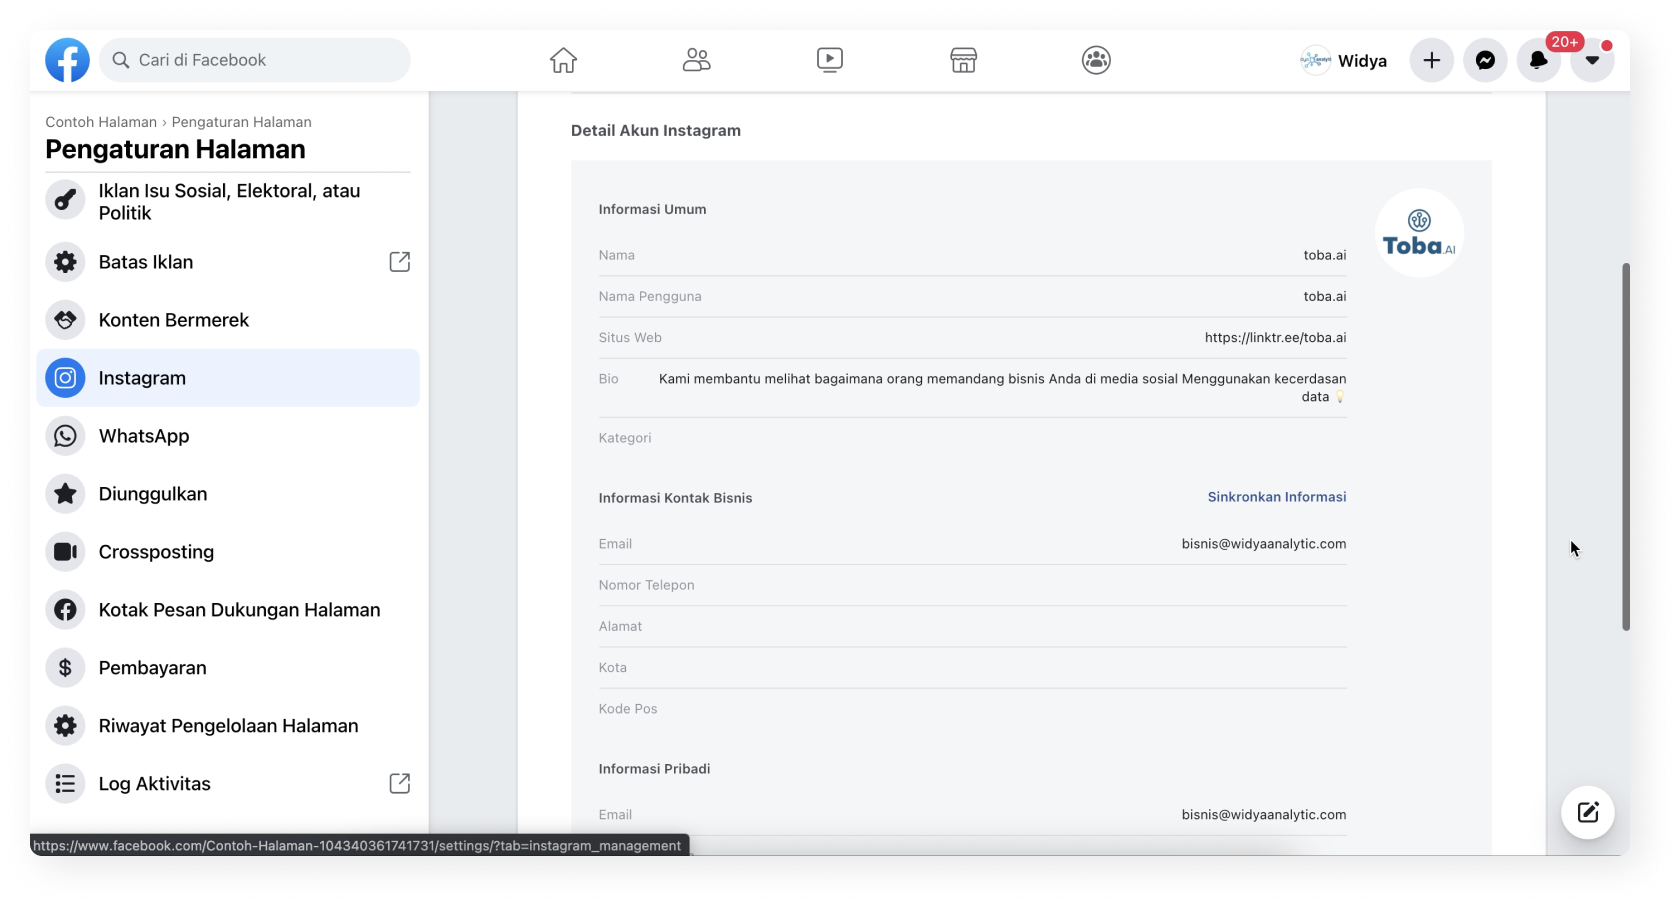 Cari di Facebook
Widya
20+
Contoh Halaman › Pengaturan Halaman
Pengaturan Halaman
Iklan Isu Sosial, Elektoral, atau
Politik
Batas Iklan
Konten Bermerek
Instagram
WhatsApp
Diunggulkan
Crossposting
Kotak Pesan Dukungan Halaman
Pembayaran
Riwayat Pengelolaan Halaman
Log Aktivitas
Detail Akun Instagram
Informasi Umum
Toba.AI
Nama toba.ai
Nama Pengguna toba.ai
Situs Web https://linktr.ee/toba.ai
Bio Kami membantu melihat bagaimana orang memandang bisnis Anda di media sosial Menggunakan kecerdasan
data 💡
Kategori
Informasi Kontak Bisnis Sinkronkan Informasi
Email bisnis@widyaanalytic.com
Nomor Telepon
Alamat
Kota
Kode Pos
Informasi Pribadi
Email bisnis@widyaanalytic.com
https://www.facebook.com/Contoh-Halaman-104340361741731/settings/?tab=instagram_management